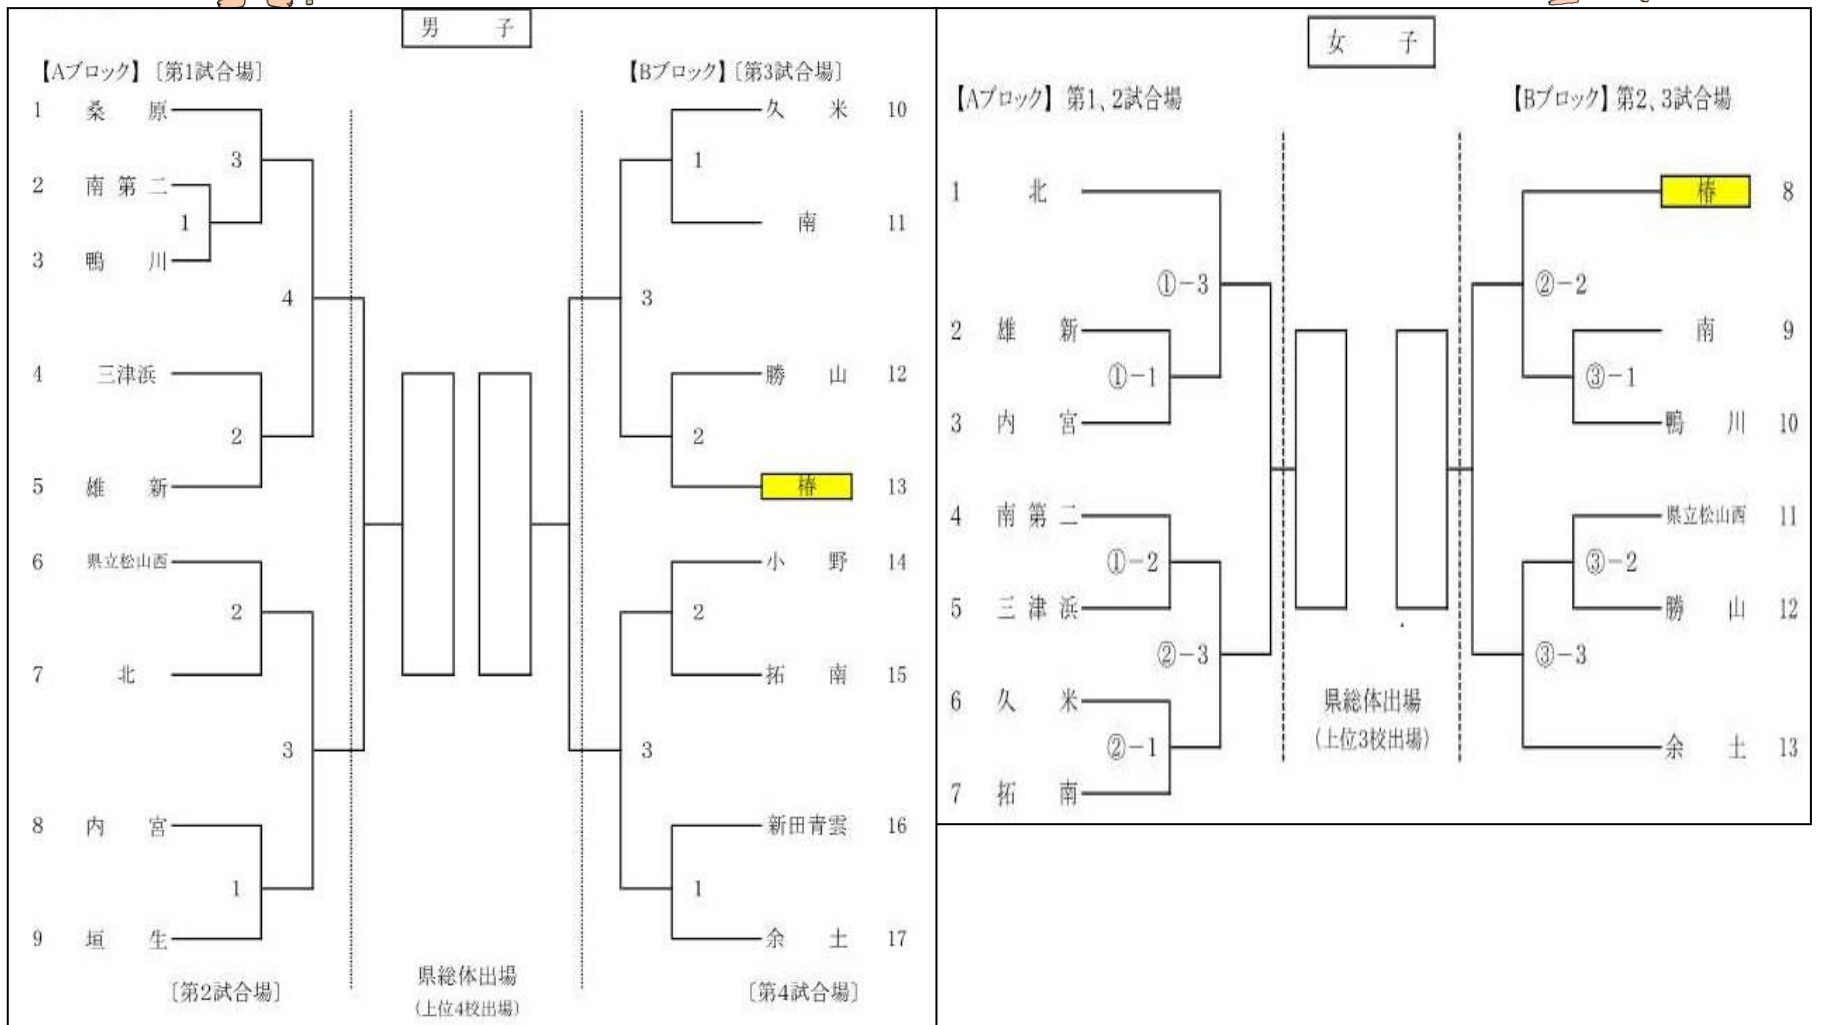 男 子
【Aブロック】〔第1試合場〕
【Bブロック】〔第3試合場〕
1 桑 原
2 南 第 二
3 鴨 川
4 三津浜
5 雄 新
6 県立松山西
7 北
8 内 宮
9 垣 生
3
1
4
2
2
3
1
〔第2試合場〕
久 米 10
南 11
勝 山 12
椿 13
小 野 14
拓 南 15
新田青雲 16
余 土 17
1
3
2
2
3
1
〔第4試合場〕
県総体出場
(上位4校出場)
女 子
【Aブロック】第1、2試合場
【Bブロック】第2、3試合場
1 北
2 雄 新
3 内 宮
4 南 第 二
5 三 津 浜
6 久 米
7 拓 南
①-3
①-1
①-2
②-3
②-1
椿 8
南 9
鴨 川 10
県立松山西 11
勝 山 12
余 土 13
②-2
③-1
③-2
③-3
県総体出場
(上位3校出場)